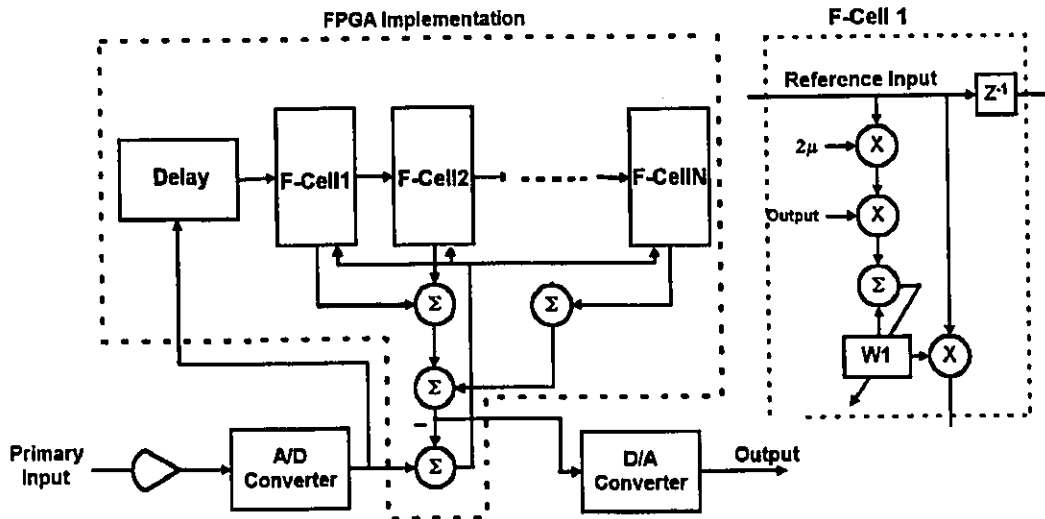 FPGA Implementation
F-Cell 1
Reference Input
Z-1
2μ
X
Output
X
Σ
W1
X
Delay
F-Cell1
F-Cell2
F-CellN
Σ
Σ
Σ
−
Primary
Input
A/D
Converter
Σ
D/A
Converter
Output